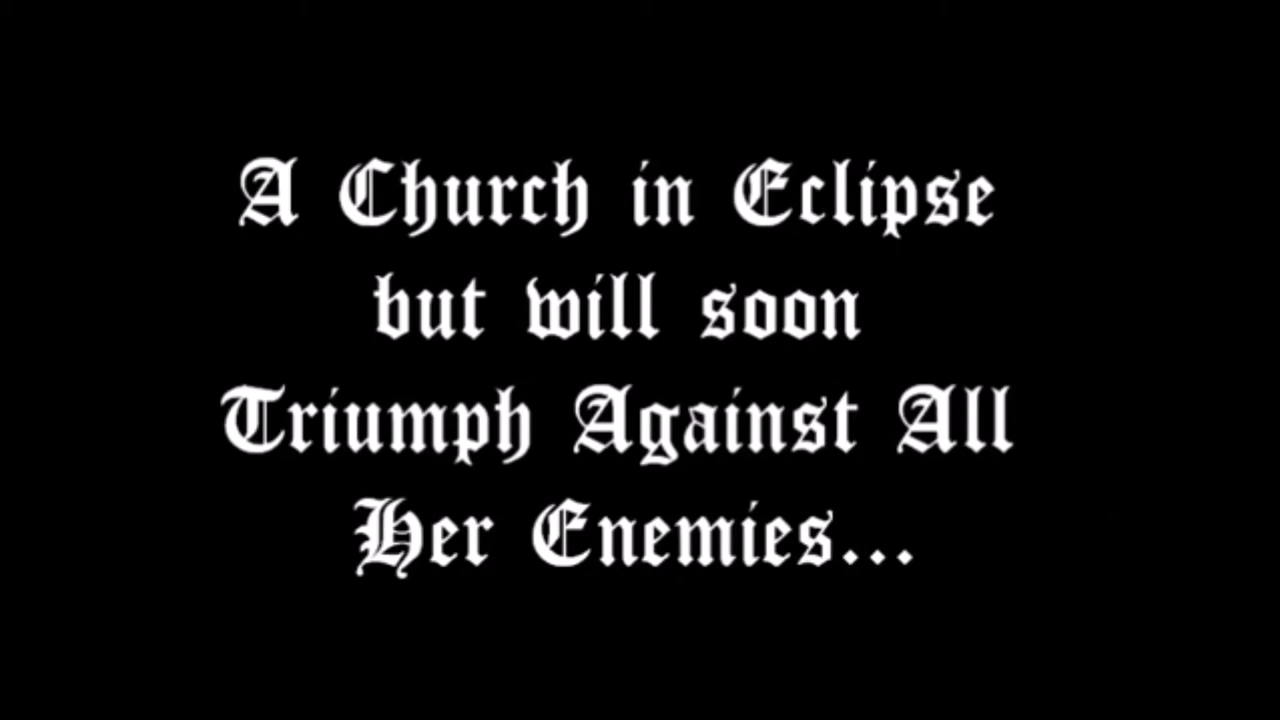 A Church in Eclipse
but will soon
Triumph Against All
Her Enemies...